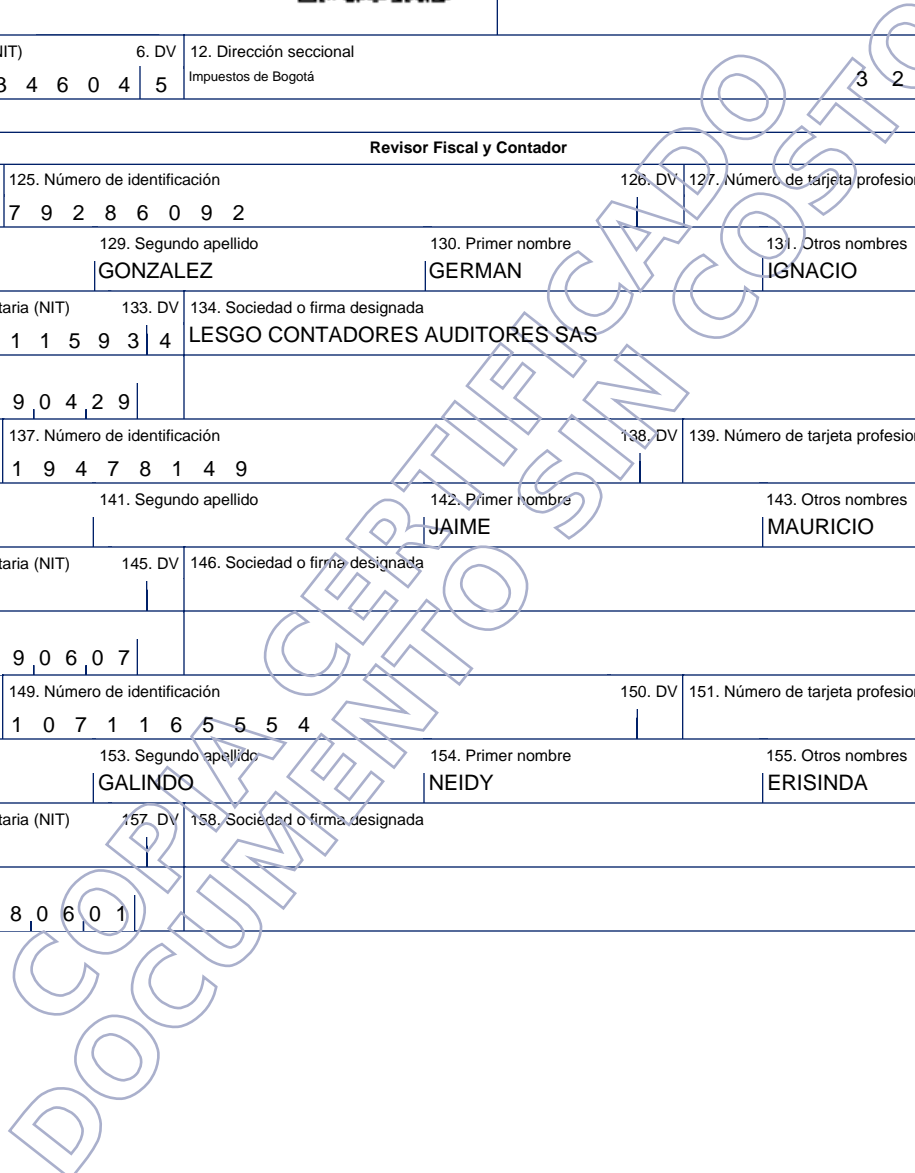 IIT) 6. DV 12. Dirección seccional
3 4 6 0 4 5 Impuestos de Bogotá 3 2
Revisor Fiscal y Contador
125. Número de identificación 126. DV 127. Número de tarjeta profesion
7 9 2 8 6 0 9 2
129. Segundo apellido 130. Primer nombre 131. Otros nombres
GONZALEZ GERMAN IGNACIO
taria (NIT) 133. DV 134. Sociedad o firma designada
1 1 5 9 3 4 LESGO CONTADORES AUDITORES SAS
9 0 4 2 9
137. Número de identificación 138. DV 139. Número de tarjeta profesion
1 9 4 7 8 1 4 9
141. Segundo apellido 142. Primer nombre 143. Otros nombres
JAIME MAURICIO
taria (NIT) 145. DV 146. Sociedad o firma designada
9 0 6 0 7
149. Número de identificación 150. DV 151. Número de tarjeta profesion
1 0 7 1 1 6 5 5 5 4
153. Segundo apellido 154. Primer nombre 155. Otros nombres
GALINDO NEIDY ERISINDA
taria (NIT) 157. DV 158. Sociedad o firma designada
8 0 6 0 1
COPIA CERTIFICADO
DOCUMENTO SIN COSTO